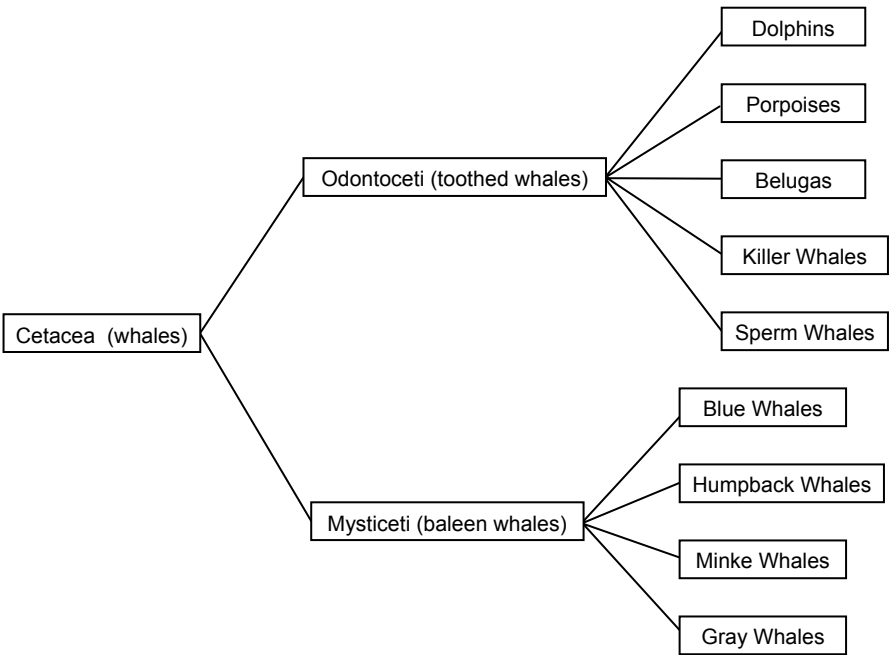 Dolphins
Porpoises
Odontoceti (toothed whales)
Belugas
Killer Whales
Cetacea  (whales)
Sperm Whales
Blue Whales
Humpback Whales
Mysticeti (baleen whales)
Minke Whales
Gray Whales